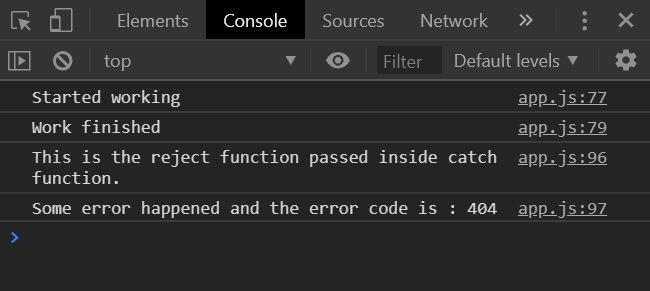 Elements Console Sources Network »
top Filter Default levels
Started working app.js:77
Work finished app.js:79
This is the reject function passed inside catch app.js:96
function.
Some error happened and the error code is : 404 app.js:97